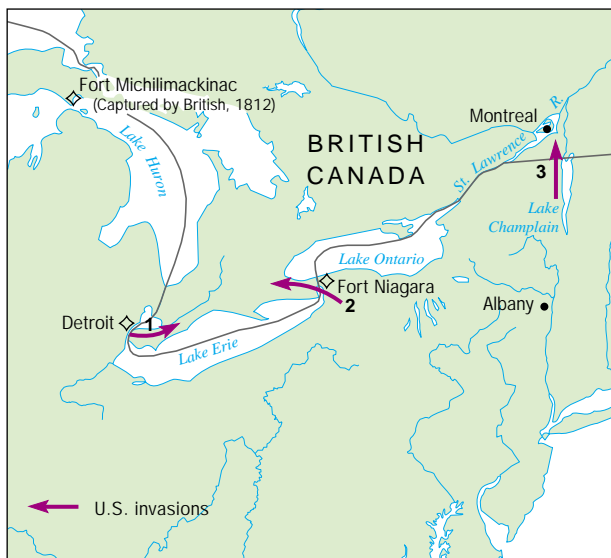 Fort Michilimackinac
(Captured by British, 1812)
Lake Huron
BRITISH
CANADA
Montreal
St. Lawrence R.
3
Lake
Champlain
Lake Ontario
Fort Niagara
2
Albany
Detroit
1
Lake Erie
U.S. invasions